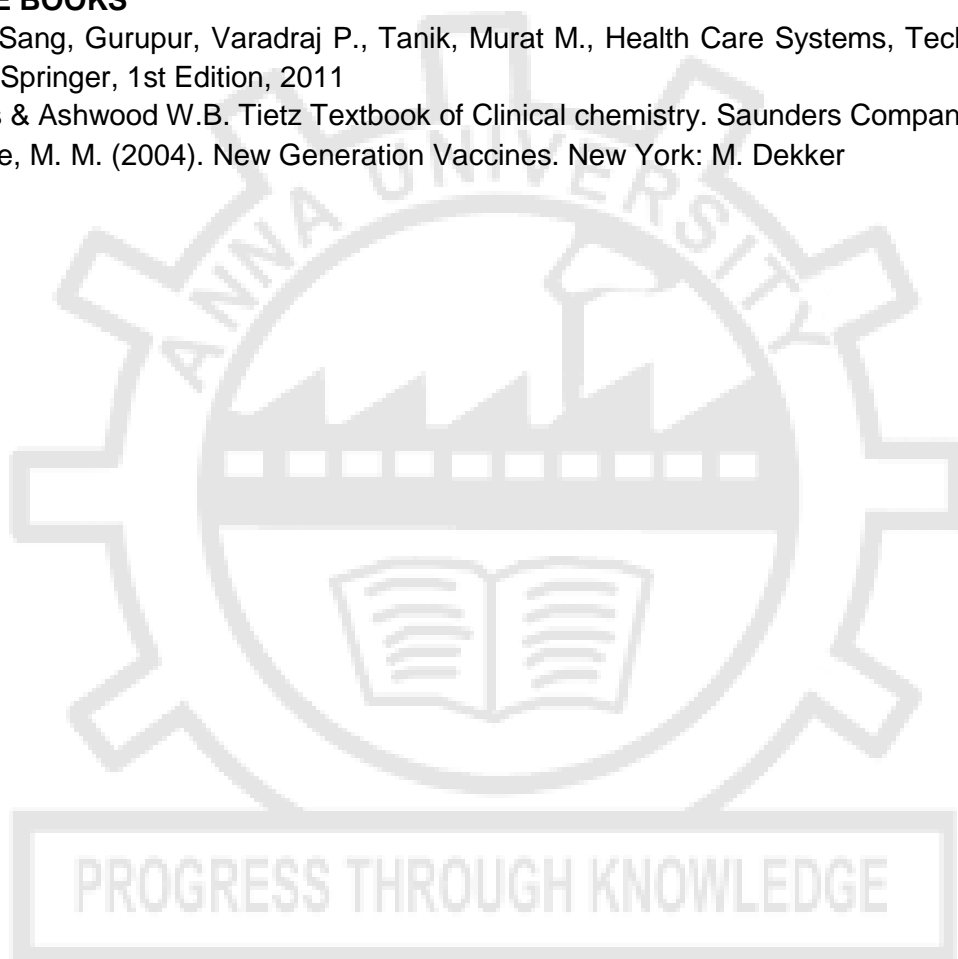 E BOOKS
Sang, Gurupur, Varadraj P., Tanik, Murat M., Health Care Systems, Tech
Springer, 1st Edition, 2011
s & Ashwood W.B. Tietz Textbook of Clinical chemistry. Saunders Compan
e, M. M. (2004). New Generation Vaccines. New York: M. Dekker
ANNA UNIVERSITY
PROGRESS THROUGH KNOWLEDGE